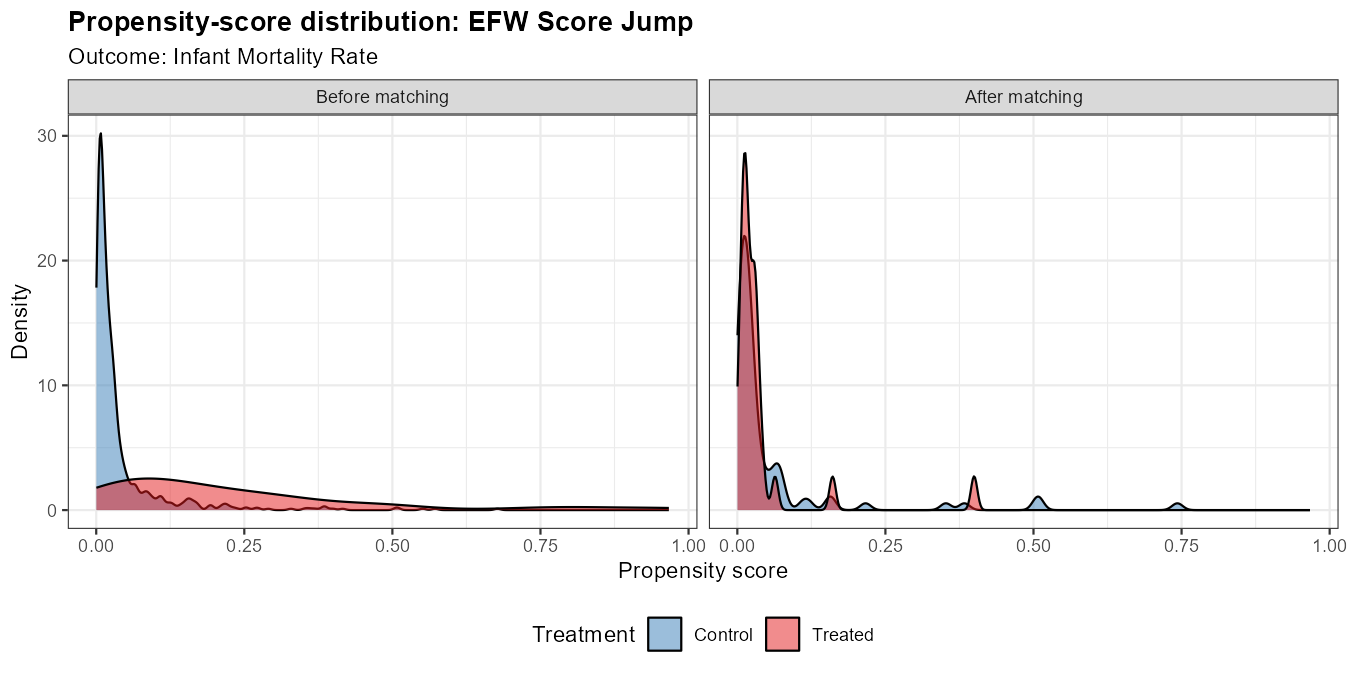 Propensity-score distribution: EFW Score Jump
Outcome: Infant Mortality Rate
Before matching
After matching
Density
30
20
10
0
0.00 0.25 0.50 0.75 1.00
0.00 0.25 0.50 0.75 1.00
Propensity score
Treatment Control Treated